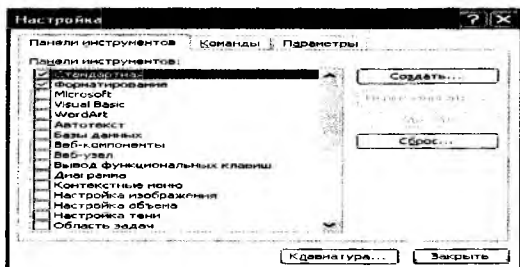 Настройка
Панели инструментов Команды Параметры
Панели инструментов:
Стандартная
Создать...
Форматирование
Microsoft
Visual Basic
WordArt
Автотекст
Базы данных
Сброс...
Веб-компоненты
Веб-узел
Вывод функциональных клавиш
Диаграмма
Контекстные меню
Настройка изображения
Настройка объема
Настройка тени
Область задач
Клавиатура... Закрыть